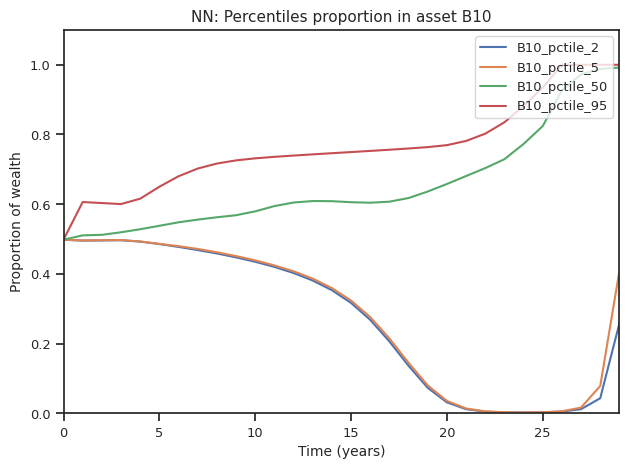 NN: Percentiles proportion in asset B10
B10_pctile_2
B10_pctile_5
B10_pctile_50
B10_pctile_95
Proportion of wealth
1.0
0.8
0.6
0.4
0.2
0.0
0 5 10 15 20 25
Time (years)